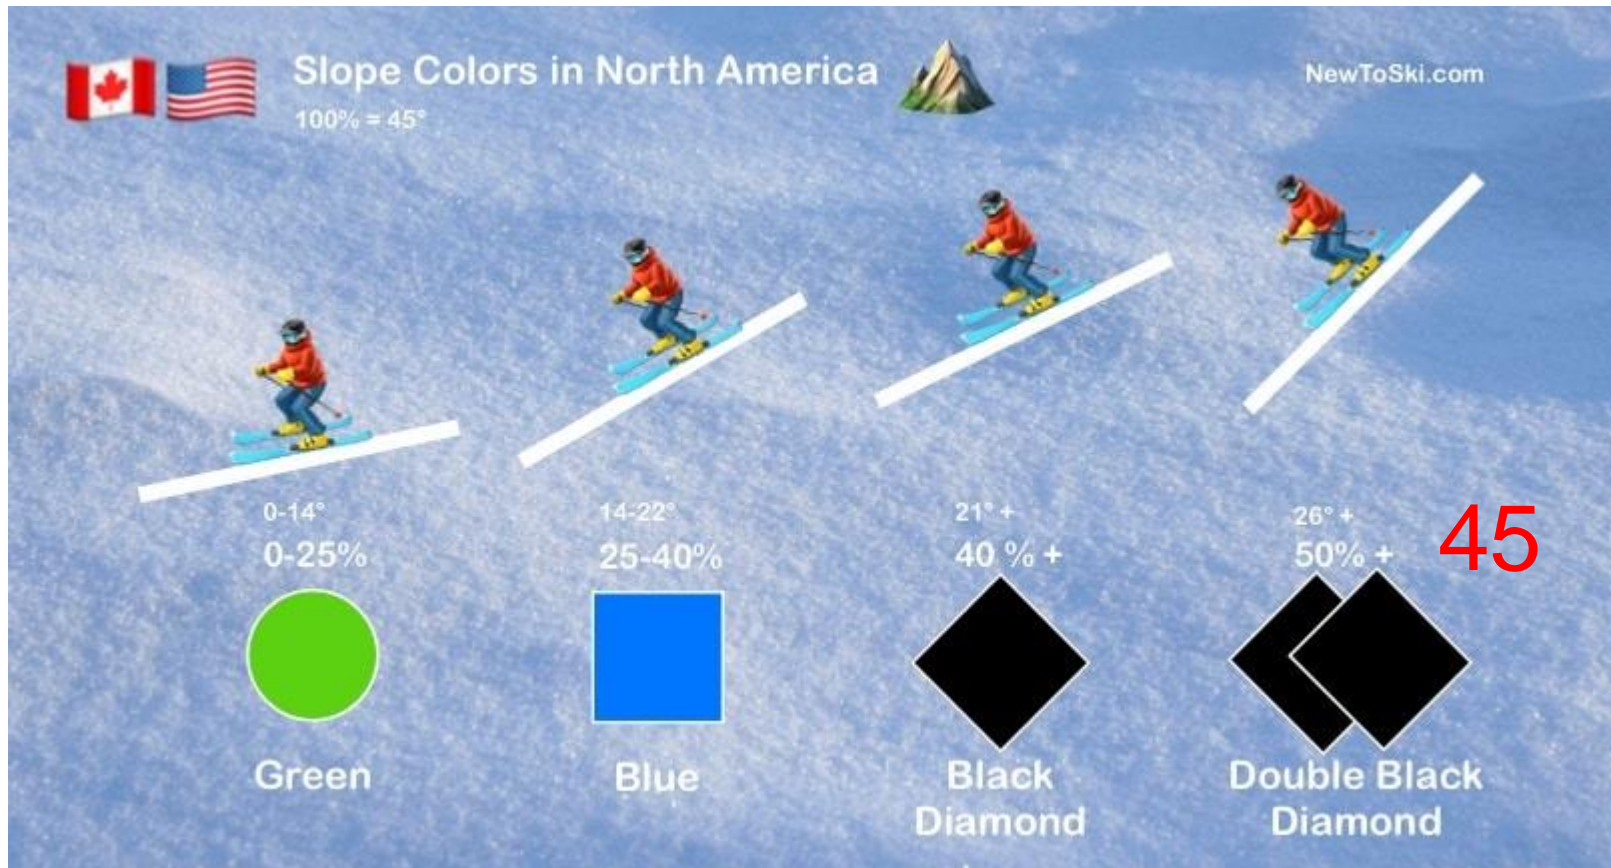 Slope Colors in North America
NewToSki.com
100% = 45°
0-14°
0-25%
Green
14-22°
25-40%
Blue
21° +
40 % +
Black
Diamond
26° +
50% +
45
Double Black
Diamond